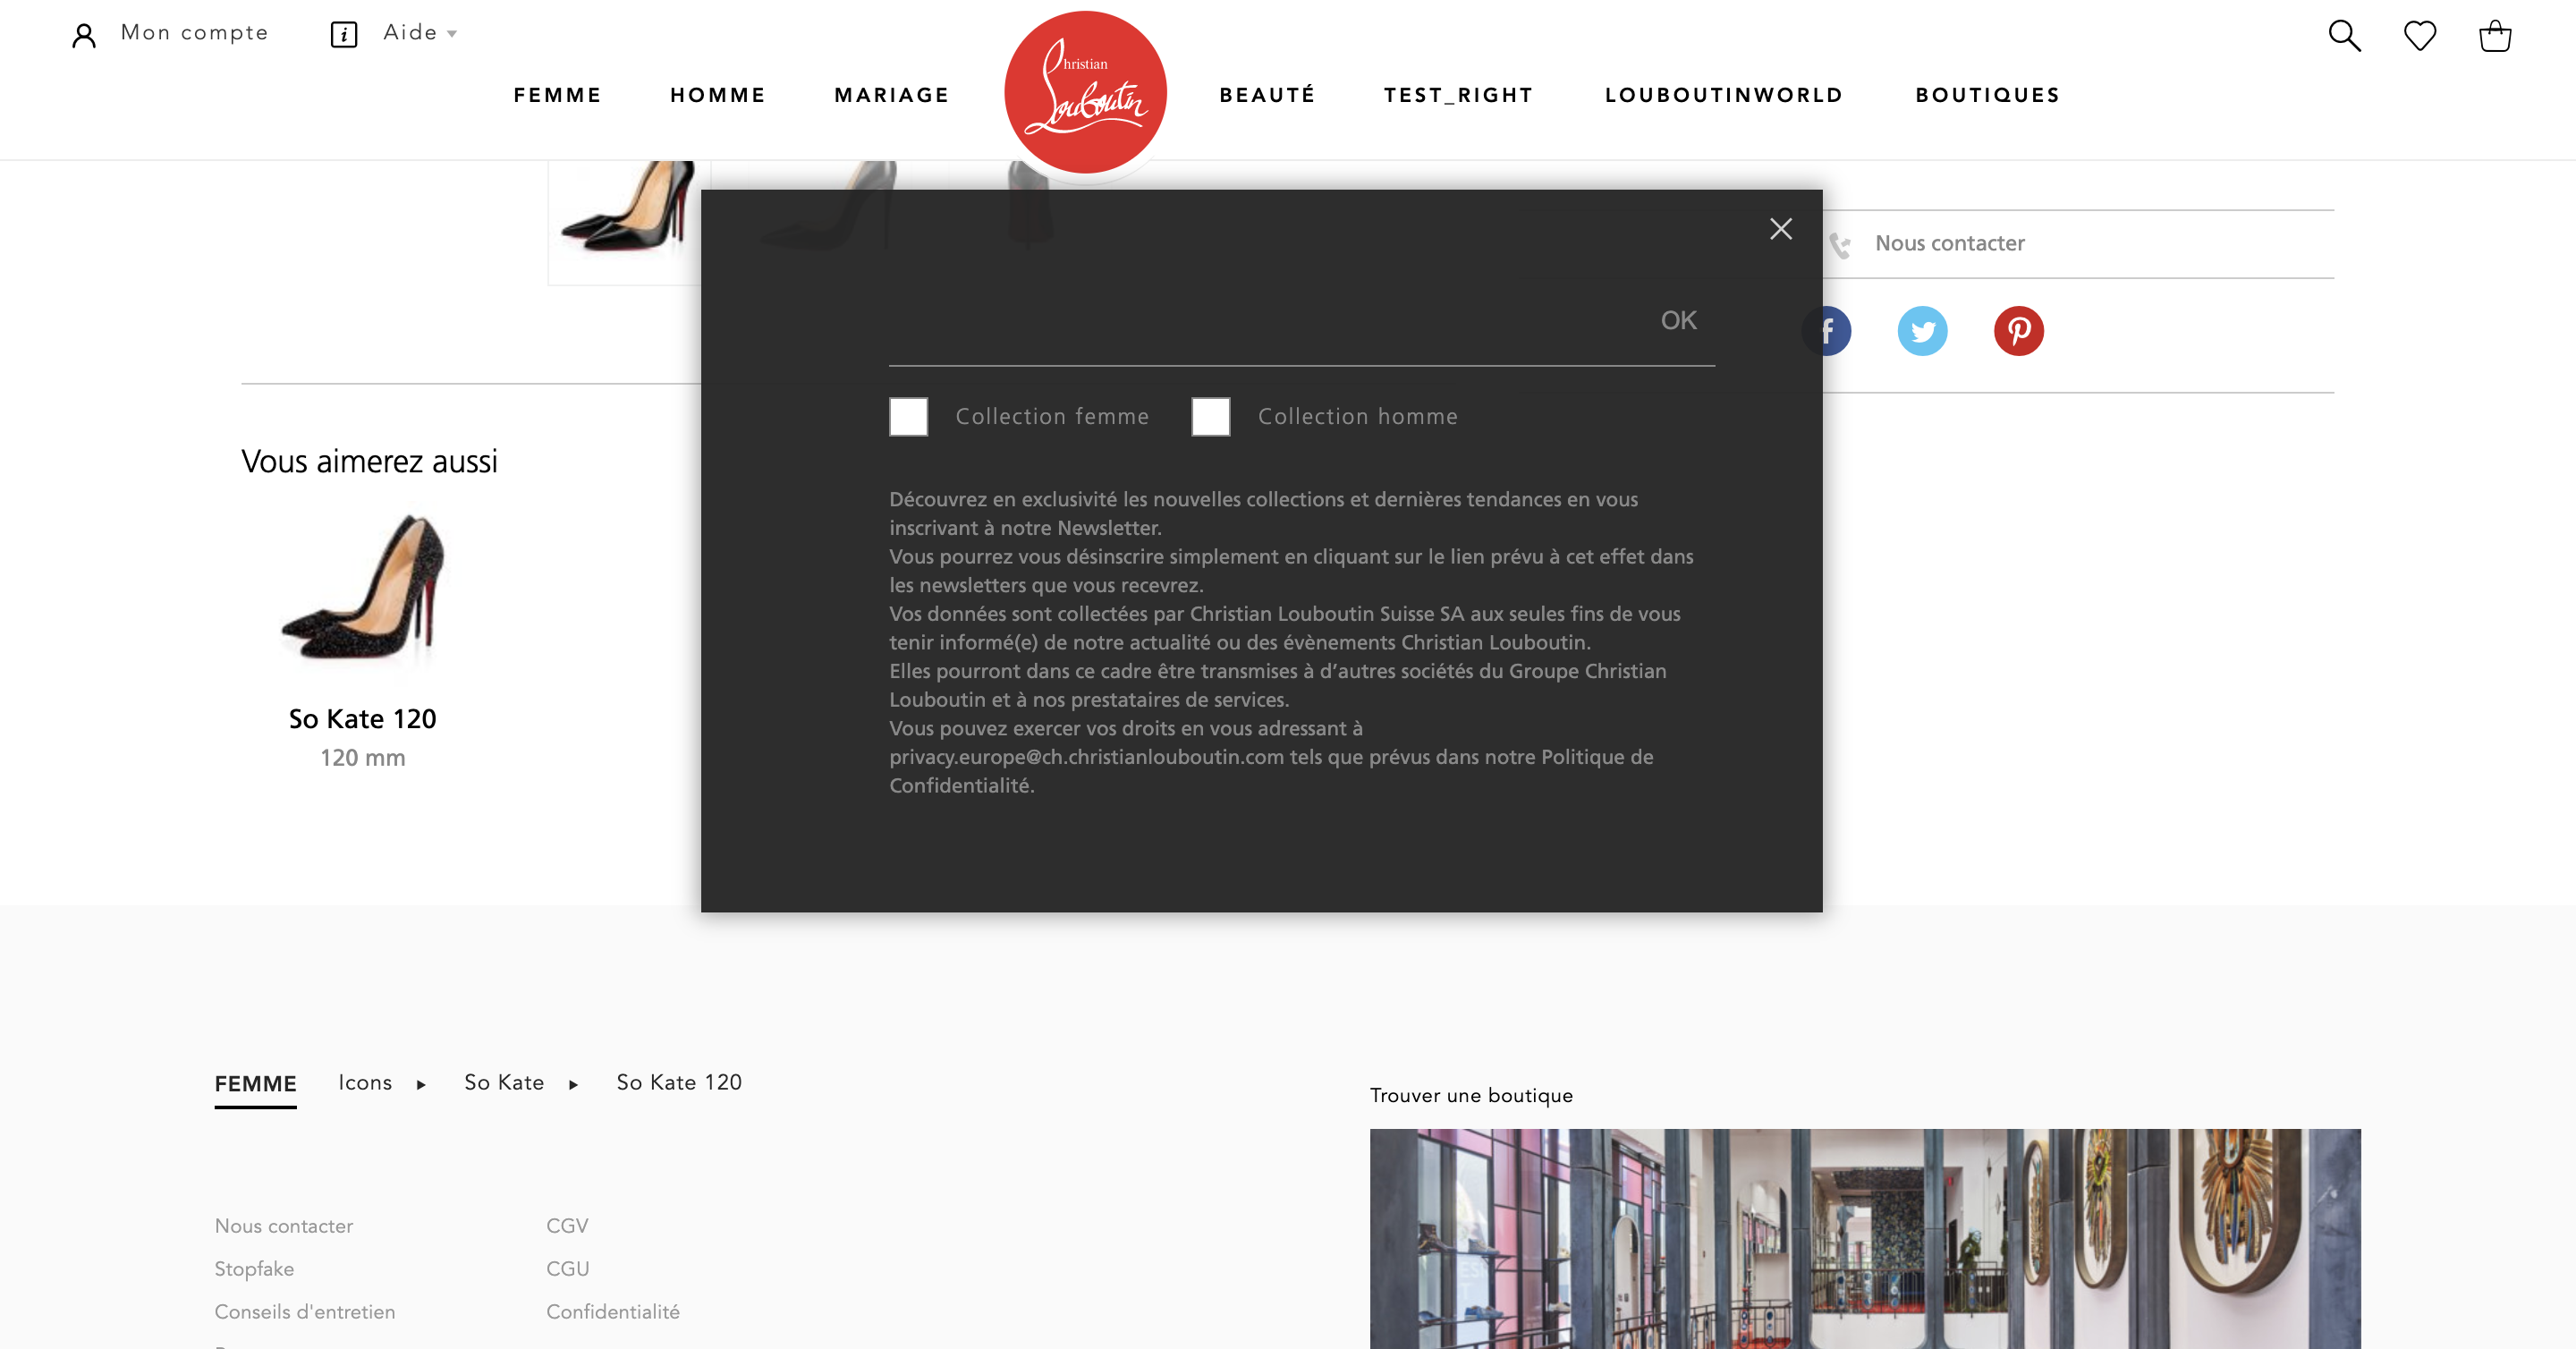 Mon compte
Aide
FEMME
HOMME
MARIAGE
Christian
Louboutin
BEAUTÉ
TEST_RIGHT
LOUBOUTINWORLD
BOUTIQUES
Nous contacter
OK
Collection femme
Collection homme
Découvrez en exclusivité les nouvelles collections et dernières tendances en vous
inscrivant à notre Newsletter.
Vous pourrez vous désinscrire simplement en cliquant sur le lien prévu à cet effet dans
les newsletters que vous recevrez.
Vos données sont collectées par Christian Louboutin Suisse SA aux seules fins de vous
tenir informé(e) de notre actualité ou des évènements Christian Louboutin.
Elles pourront dans ce cadre être transmises à d’autres sociétés du Groupe Christian
Louboutin et à nos prestataires de services.
Vous pouvez exercer vos droits en vous adressant à
privacy.europe@ch.christianlouboutin.com tels que prévus dans notre Politique de
Confidentialité.
Vous aimerez aussi
So Kate 120
120 mm
FEMME
Icons
So Kate
So Kate 120
Trouver une boutique
Nous contacter
CGV
Stopfake
CGU
Conseils d'entretien
Confidentialité